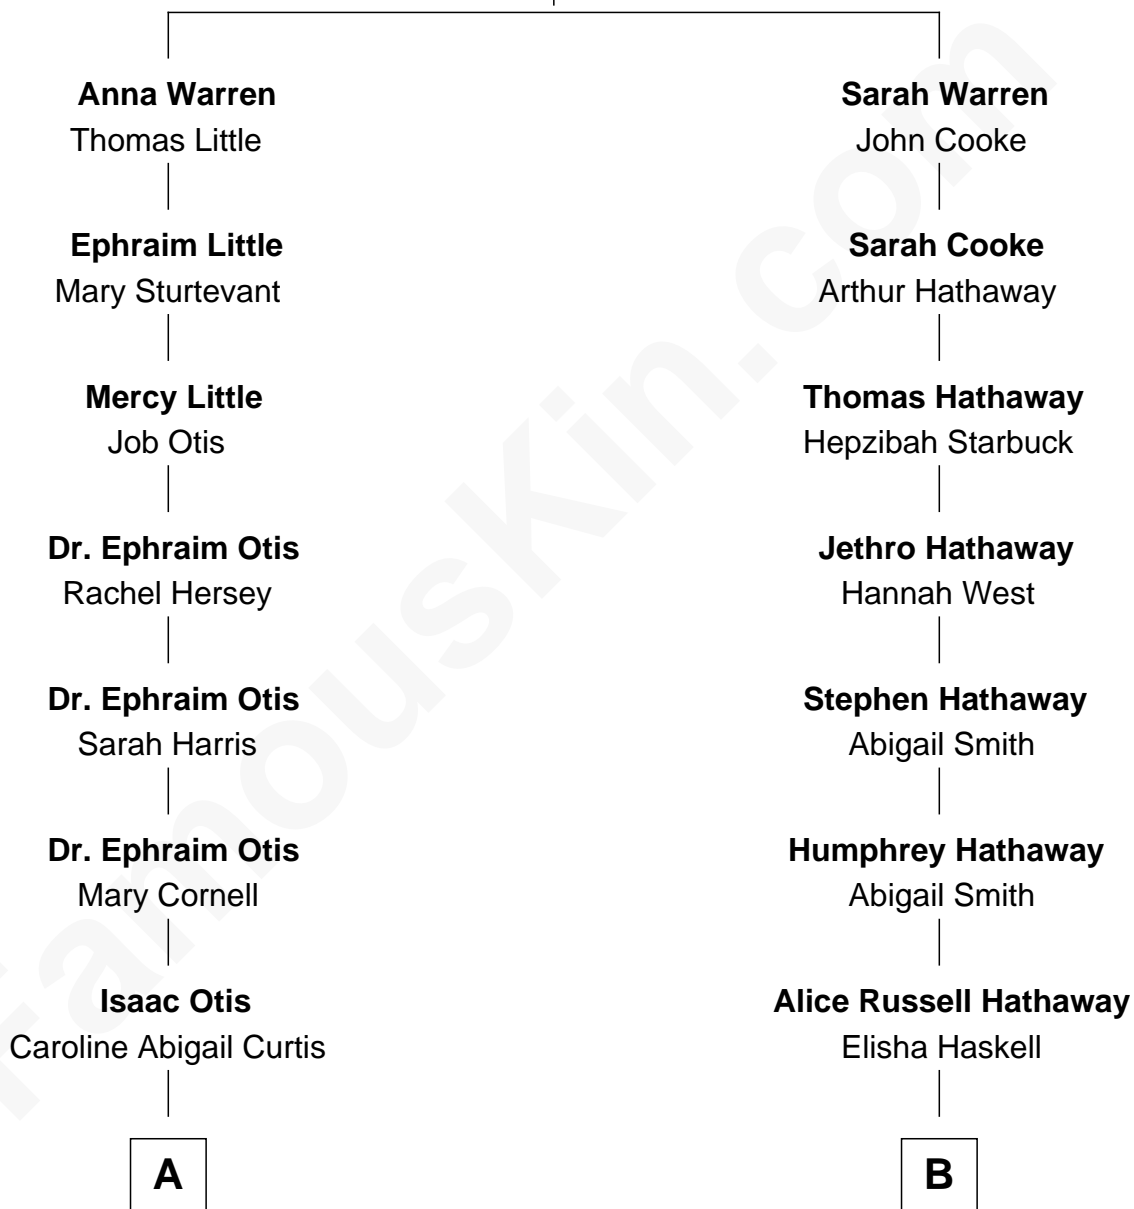 Anna Warren
Thomas Little
Ephraim Little
Mary Sturtevant
Mercy Little
Job Otis
Dr. Ephraim Otis
Rachel Hersey
Dr. Ephraim Otis
Sarah Harris
Dr. Ephraim Otis
Mary Cornell
Isaac Otis
Caroline Abigail Curtis
A
Sarah Warren
John Cooke
Sarah Cooke
Arthur Hathaway
Thomas Hathaway
Hepzibah Starbuck
Jethro Hathaway
Hannah West
Stephen Hathaway
Abigail Smith
Humphrey Hathaway
Abigail Smith
Alice Russell Hathaway
Elisha Haskell
B
FamousKin.com